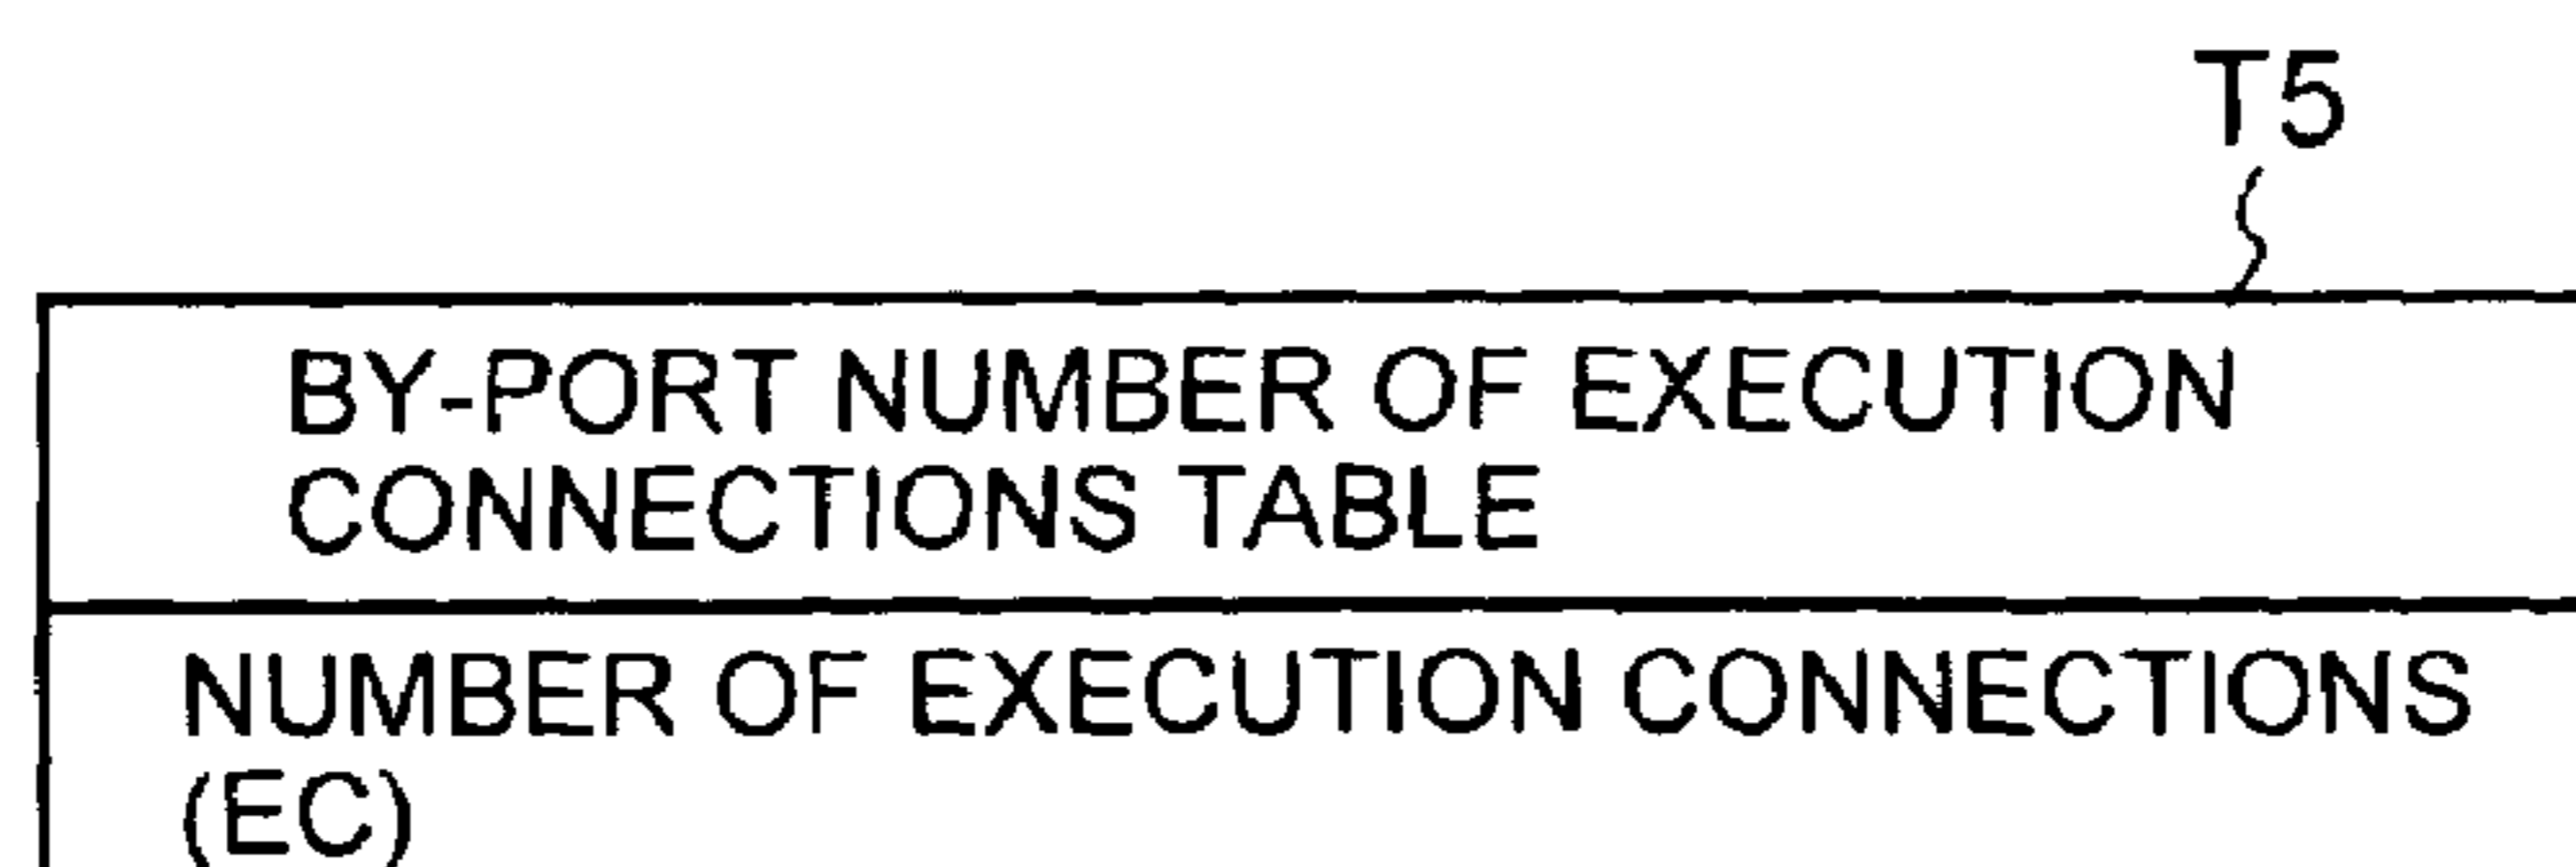 T5
BY-PORT NUMBER OF EXECUTION
CONNECTIONS TABLE
NUMBER OF EXECUTION CONNECTIONS
(EC)